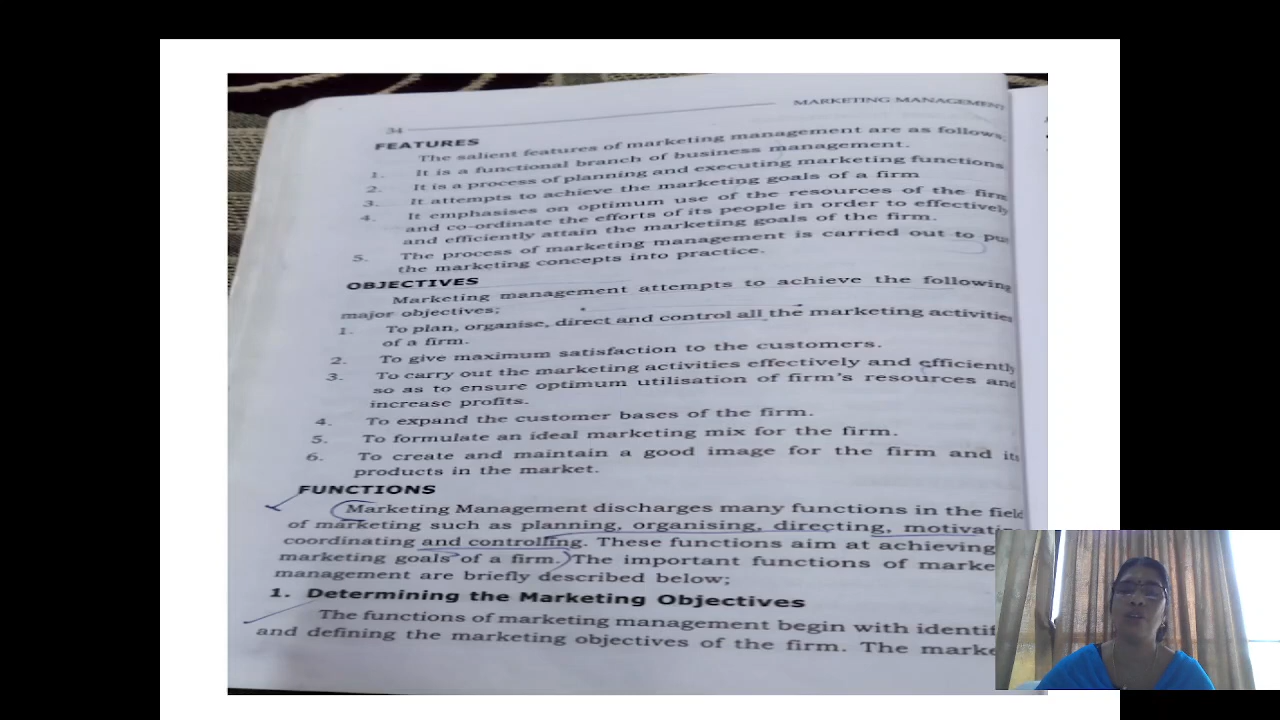 34 MARKETING MANAGEMENT
FEATURES
The salient features of marketing management are as follows.
1. It is a functional branch of business management.
2. It is a process of planning and executing marketing functions
3. It attempts to achieve the marketing goals of a firm
4. It emphasises on optimum use of the resources of the firm
and co-ordinate the efforts of its people in order to effectively
and efficiently attain the marketing goals of the firm.
5. The process of marketing management is carried out to pu
the marketing concepts into practice.
OBJECTIVES
Marketing management attempts to achieve the following
major objectives;
1. To plan, organise, direct and control all the marketing activities
of a firm.
2. To give maximum satisfaction to the customers.
3. To carry out the marketing activities effectively and efficiently
so as to ensure optimum utilisation of firm's resources and
increase profits.
4. To expand the customer bases of the firm.
5. To formulate an ideal marketing mix for the firm.
6. To create and maintain a good image for the firm and its
products in the market.
FUNCTIONS
Marketing Management discharges many functions in the field
of marketing such as planning, organising, directing, motivati
coordinating and controlling. These functions aim at achieving
marketing goals of a firm. The important functions of marke
management are briefly described below;
1. Determining the Marketing Objectives
The functions of marketing management begin with identif
and defining the marketing objectives of the firm. The marke